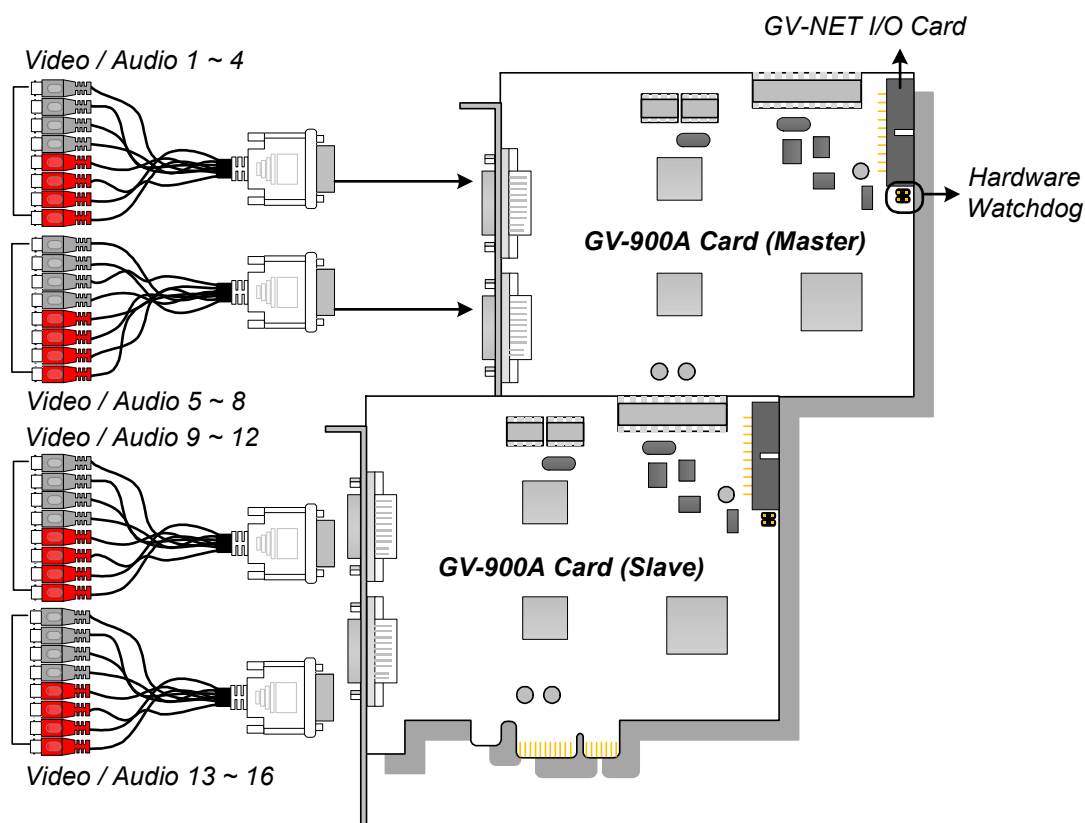 GV-NET I/O Card
Video / Audio 1 ~ 4
Hardware
Watchdog
GV-900A Card (Master)
Video / Audio 5 ~ 8
Video / Audio 9 ~ 12
GV-900A Card (Slave)
Video / Audio 13 ~ 16